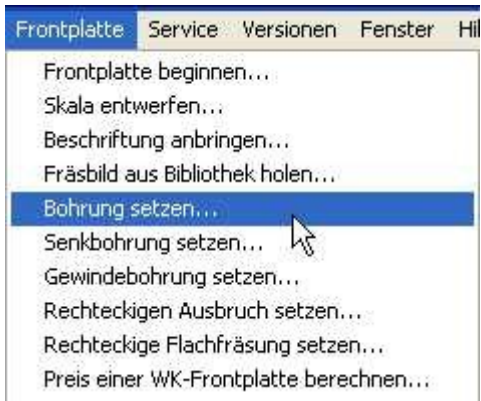 Frontplatte Service Versionen Fenster
Frontplatte beginnen...
Skala entwerfen...
Beschriftung anbringen...
Fräsbild aus Bibliothek holen...
Bohrung setzen...
Senkbohrung setzen...
Gewindebohrung setzen...
Rechteckigen Ausbruch setzen...
Rechteckige Flachfräsung setzen...
Preis einer WK-Frontplatte berechnen...